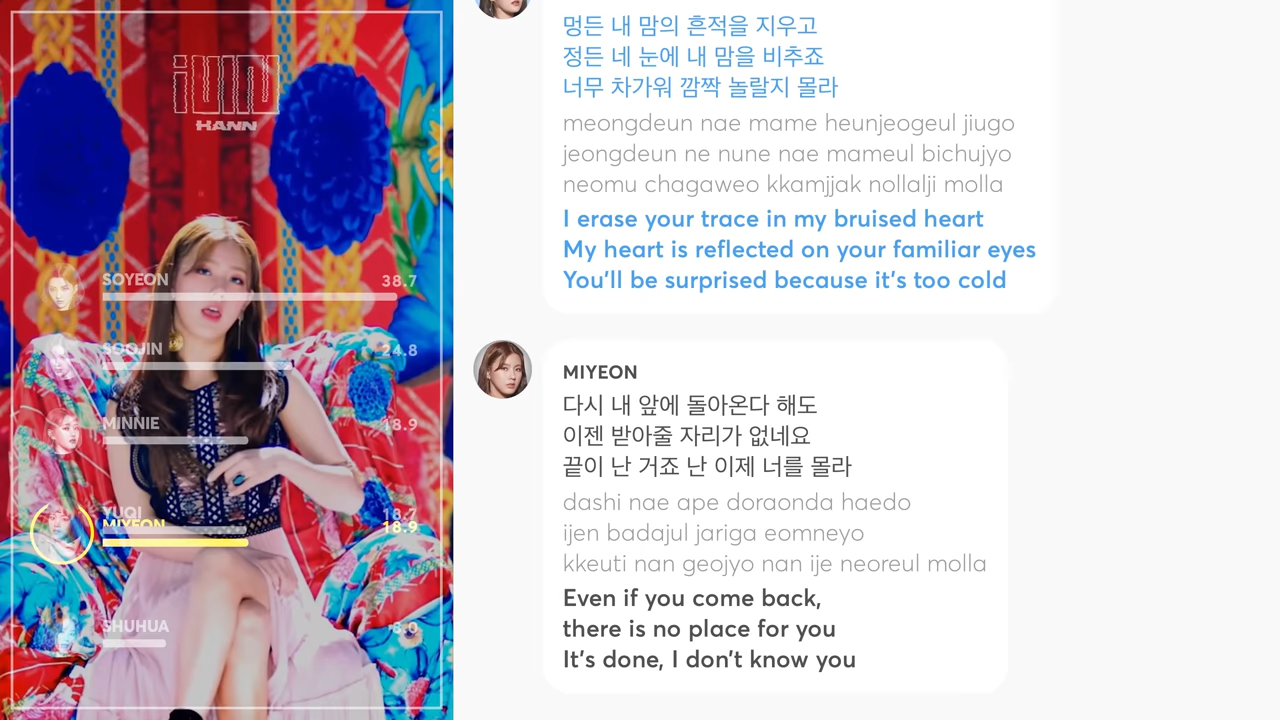 HANN
SOYEON 38.7
SOOJIN 24.8
MINNIE 18.9
YUQI 18.7
MIYEON 18.9
SHUHUA
멍든 내 맘의 흔적을 지우고
정든 네 눈에 내 맘을 비추죠
너무 차가워 깜짝 놀랄지 몰라
meongdeun nae mame heunjeogeul jiugo
jeongdeun ne nune nae mameul bichujyo
neomu chagaweo kkamjjak nollalji molla
I erase your trace in my bruised heart
My heart is reflected on your familiar eyes
You'll be surprised because it's too cold
MIYEON
다시 내 앞에 돌아온다 해도
이젠 받아줄 자리가 없네요
끝이 난 거죠 난 이제 너를 몰라
dashi nae ape doraonda haedo
ijen badajul jariga eomneyo
kkeuti nan geojyo nan ije neoreul molla
Even if you come back,
there is no place for you
It's done, I don't know you